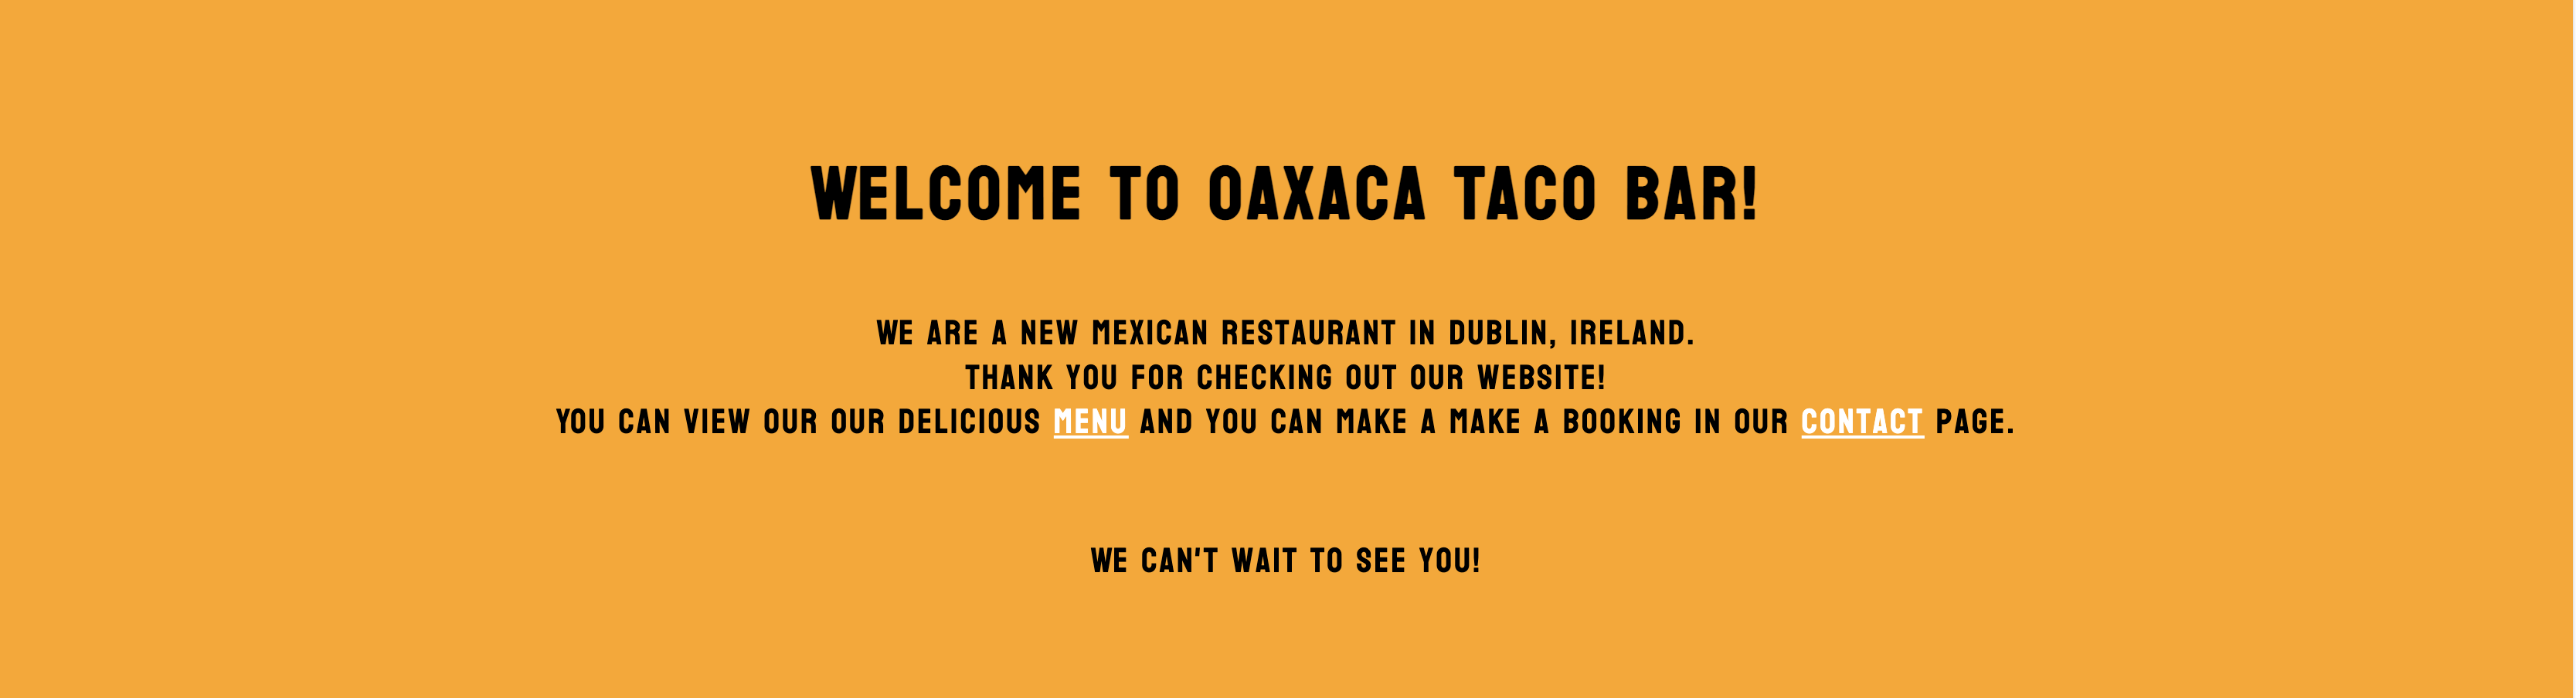 WELCOME TO OAXACA TACO BAR!
WE ARE A NEW MEXICAN RESTAURANT IN DUBLIN, IRELAND.
THANK YOU FOR CHECKING OUT OUR WEBSITE!
YOU CAN VIEW OUR OUR DELICIOUS MENU AND YOU CAN MAKE A MAKE A BOOKING IN OUR CONTACT PAGE.
WE CAN'T WAIT TO SEE YOU!